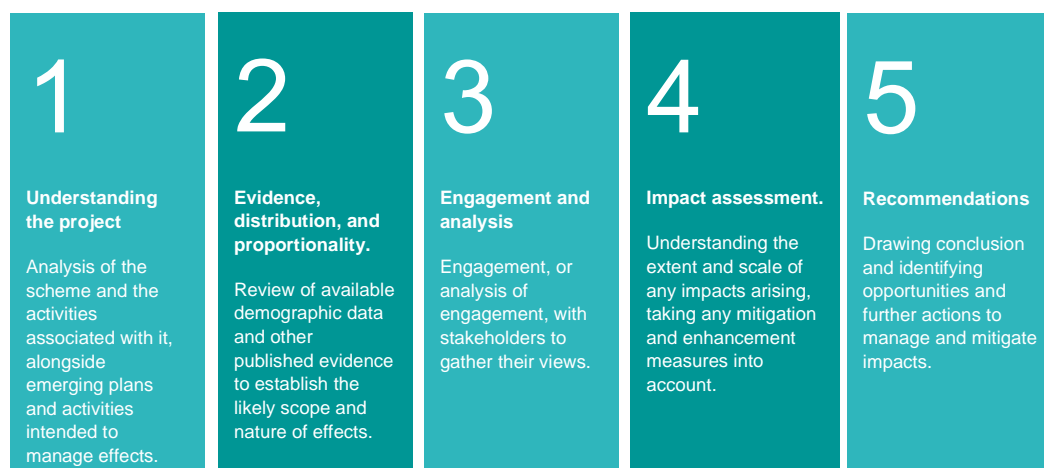 1
Understanding
the project
Analysis of the
scheme and the
activities
associated with it,
alongside
emerging plans
and activities
intended to
manage effects.
2
Evidence,
distribution, and
proportionality.
Review of available
demographic data
and other
published evidence
to establish the
likely scope and
nature of effects.
3
Engagement and
analysis
Engagement, or
analysis of
engagement, with
stakeholders to
gather their views.
4
Impact assessment.
Understanding the
extent and scale of
any impacts arising,
taking any mitigation
and enhancement
measures into
account.
5
Recommendations
Drawing conclusion
and identifying
opportunities and
further actions to
manage and mitigate
impacts.